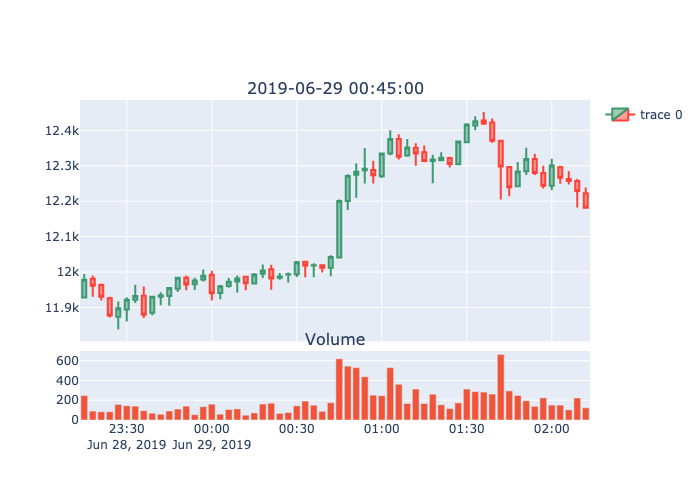 2019-06-29 00:45:00
trace 0
12.4k
12.3k
12.2k
12.1k
12k
11.9k
Volume
600
400
200
0
23:30 00:00 00:30 01:00 01:30 02:00
Jun 28, 2019 Jun 29, 2019